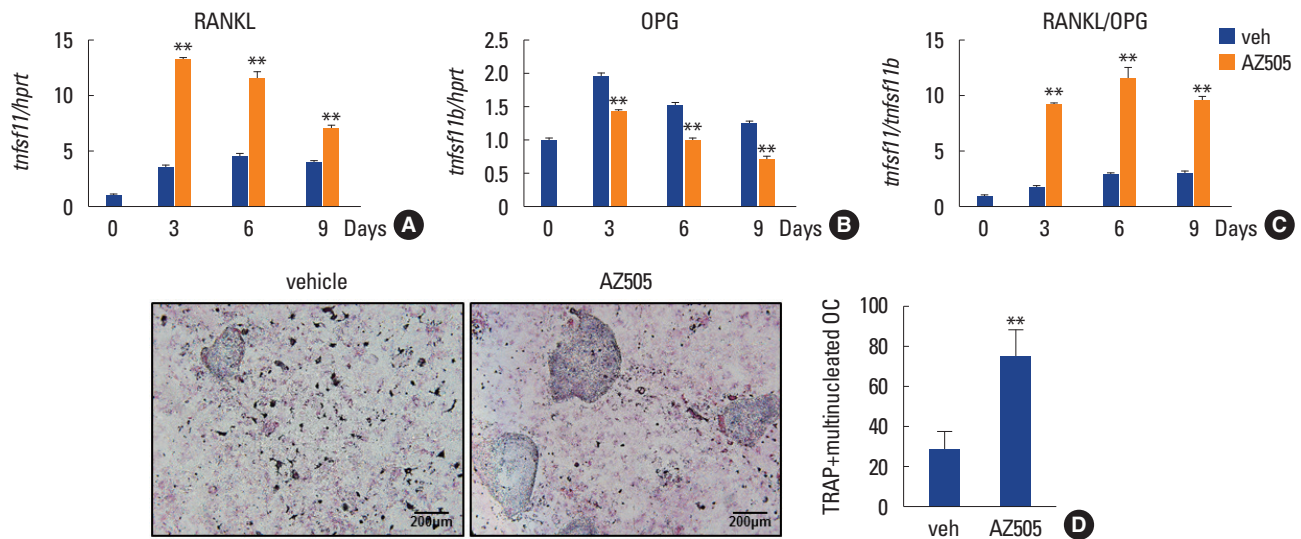 RANKL
tnfsf11/hprt
15
10
5
0
**
**
**
0 3 6 9 Days A
OPG
tnfsf11b/hprt
2.5
2.0
1.5
1.0
0.5
0
**
**
**
0 3 6 9 Days B
RANKL/OPG
tnfsf11/tnfsf11b
15
10
5
0
**
**
**
0 3 6 9 Days C
veh
AZ505
vehicle
200μm
AZ505
200μm
TRAP+multinucleated OC
100
80
60
40
20
0
**
veh AZ505 D